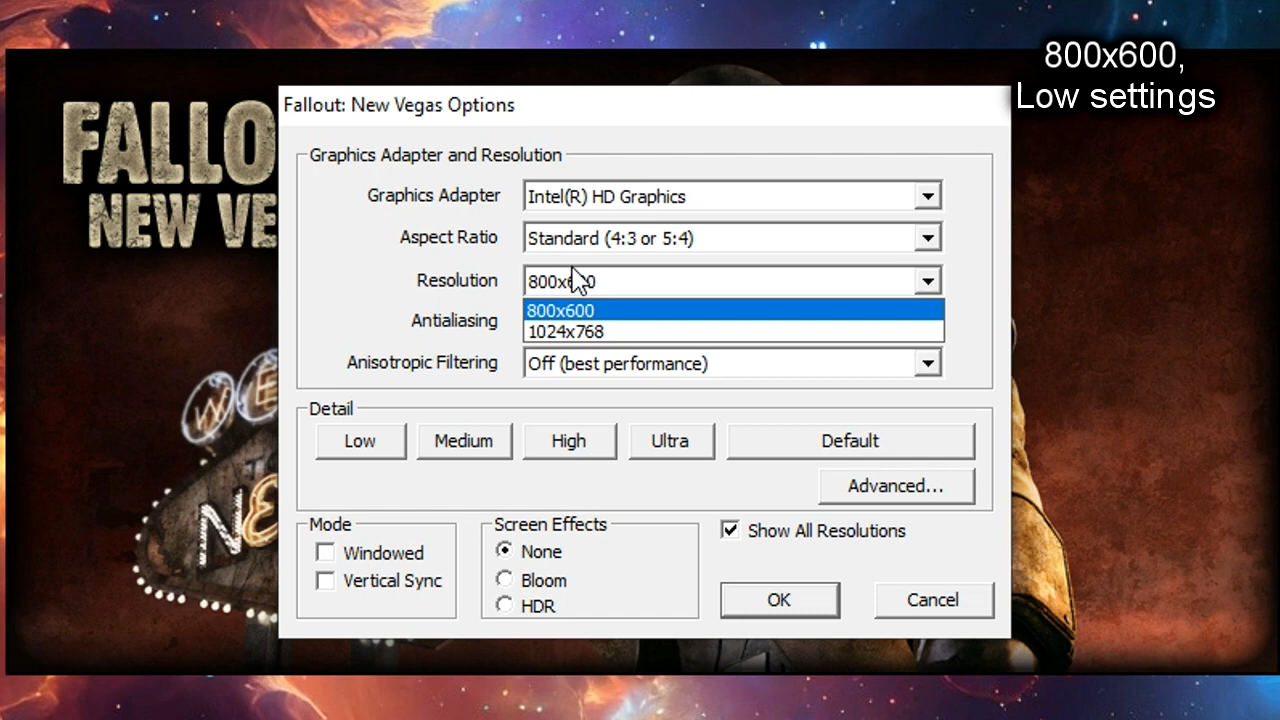 800x600,
Low settings
FALLO
NEW VE
Fallout: New Vegas Options
Graphics Adapter and Resolution
Graphics Adapter
Intel(R) HD Graphics
Aspect Ratio
Standard (4:3 or 5:4)
Resolution
800x600
800x600
1024x768
Antialiasing
Anisotropic Filtering
Off (best performance)
Detail
Low
Medium
High
Ultra
Default
Advanced...
Mode
Windowed
Vertical Sync
Screen Effects
None
Bloom
HDR
Show All Resolutions
OK
Cancel
WE
NE